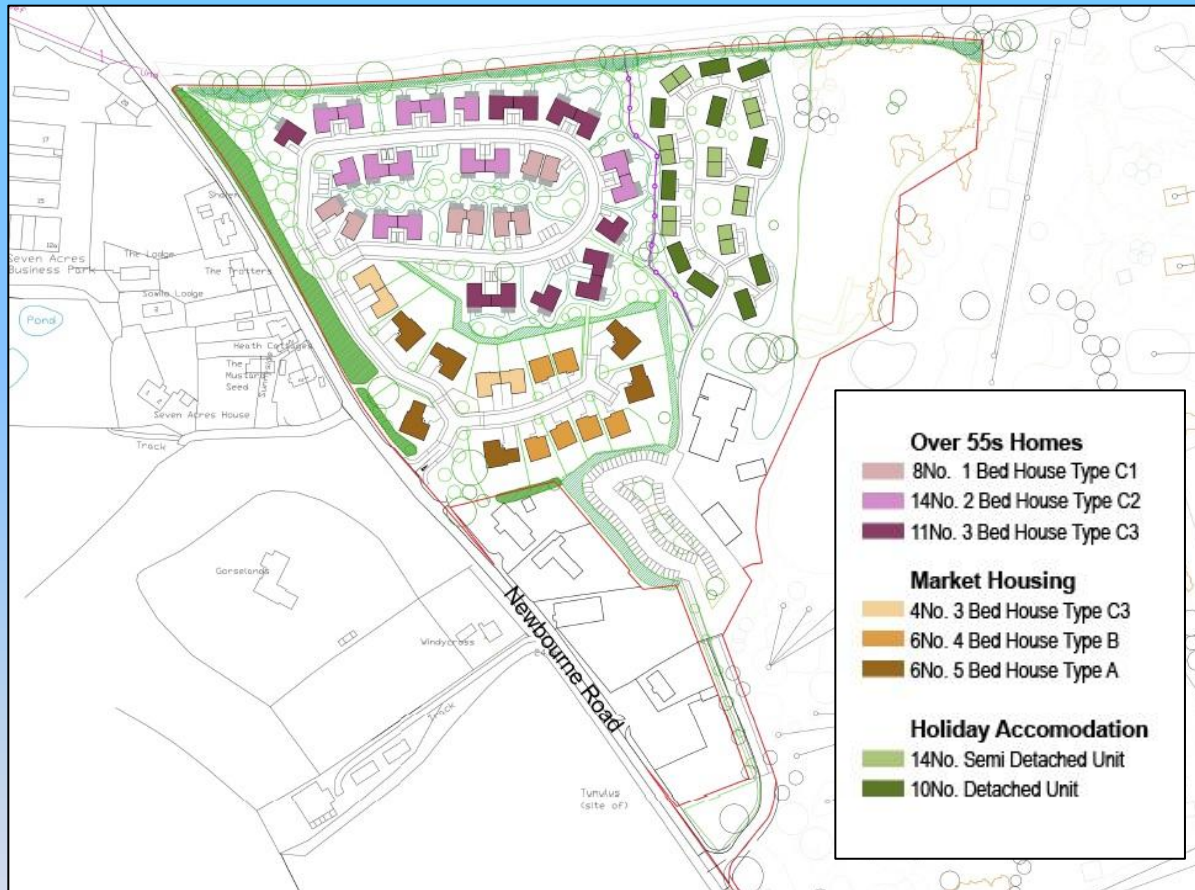 Shalen
The Lodge
Seven Acres
Business Park
The Trotters
Sowilo Lodge
Pond
Heath Cottages
The
Mustard
Seed
Seven Acres House
Track
Gorselands
Windycross
Track
Newbourne Road
Tumulus
(site of)
Over 55s Homes
8No. 1 Bed House Type C1
14No. 2 Bed House Type C2
11No. 3 Bed House Type C3
Market Housing
4No. 3 Bed House Type C3
6No. 4 Bed House Type B
6No. 5 Bed House Type A
Holiday Accomodation
14No. Semi Detached Unit
10No. Detached Unit